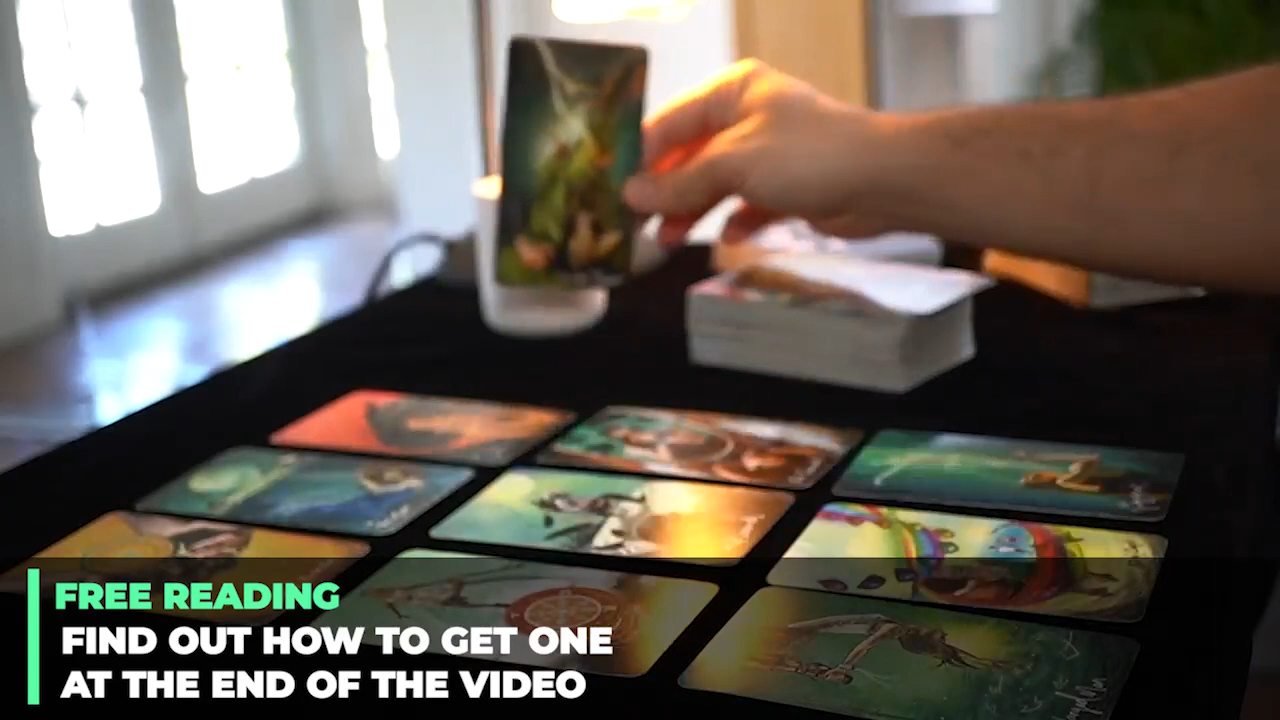 FREE READING
FIND OUT HOW TO GET ONE
AT THE END OF THE VIDEO